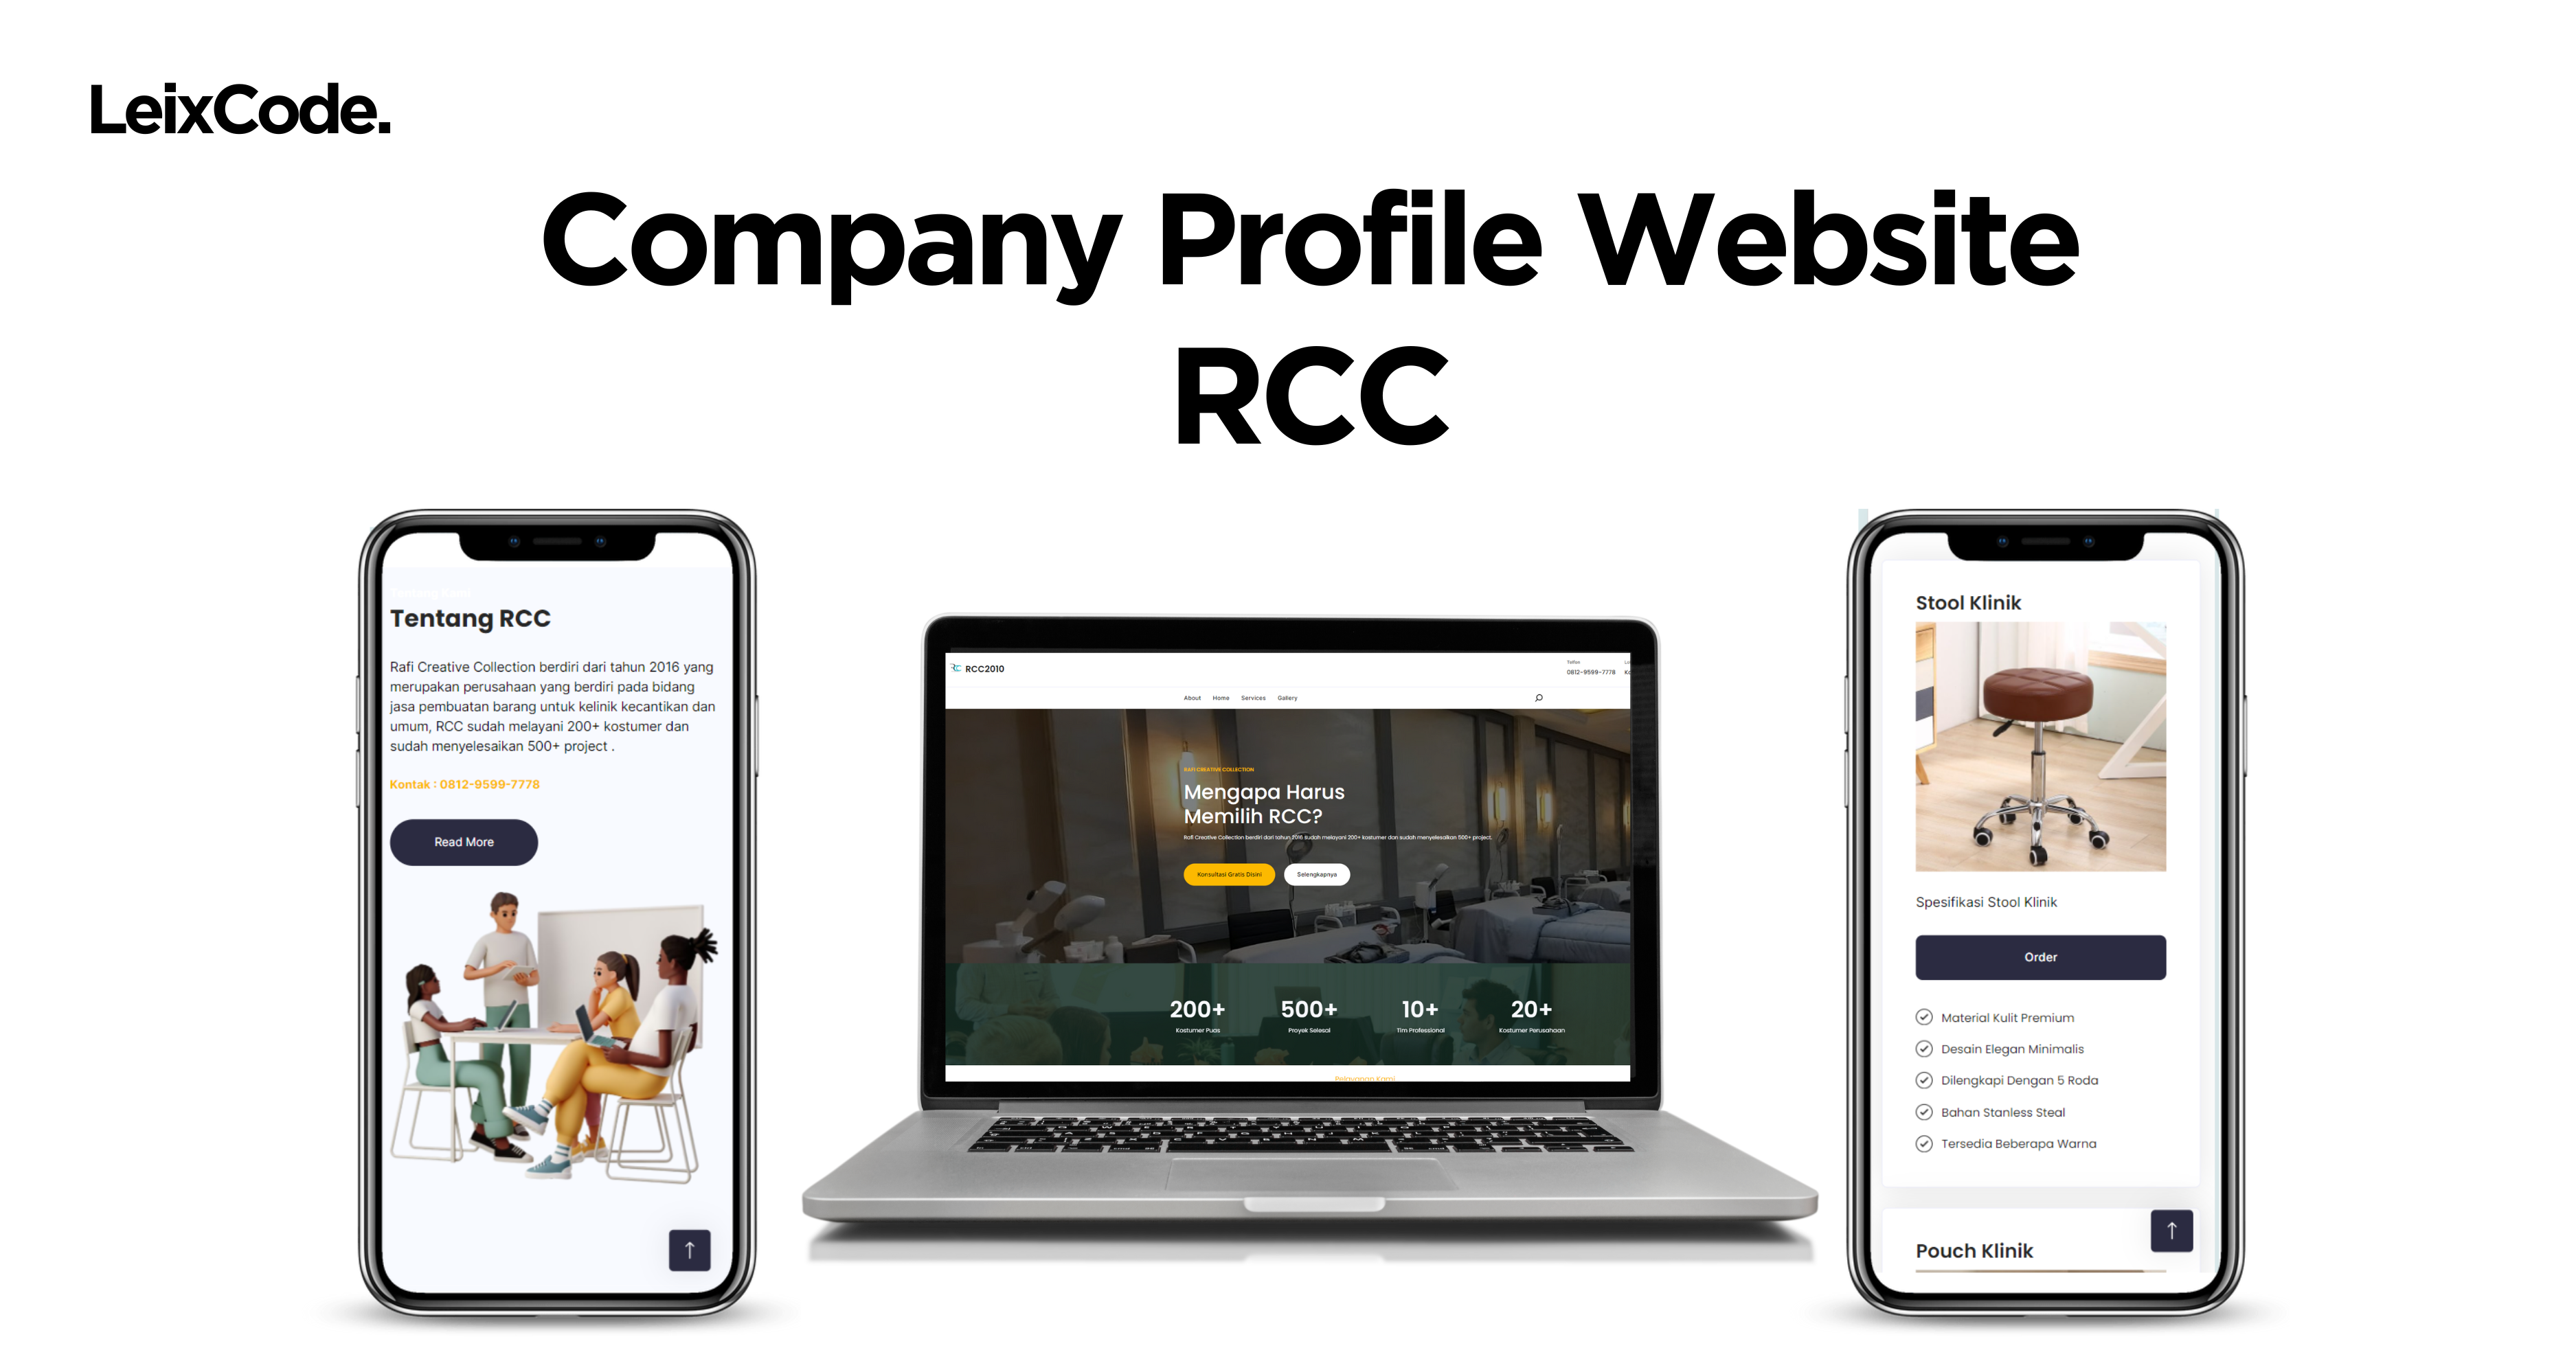 LeixCode.
Company Profile Website
RCC
Tentang RCC
Rafi Creative Collection berdiri dari tahun 2016 yang
merupakan perusahaan yang berdiri pada bidang
jasa pembuatan barang untuk kelinik kecantikan dan
umum, RCC sudah melayani 200+ kostumer dan
sudah menyelesaikan 500+ project .
Kontak : 0812-9599-7778
Read More
RCC2010
Telfon
0812-9599-7778
About Home Services Gallery
RAFI CREATIVE COLLECTION
Mengapa Harus
Memilih RCC?
Rafi Creative Collection berdiri dari tahun 2016 sudah melayani 200+ kostumer dan sudah menyelesaikan 500+ project.
Konsultasi Gratis Disini Selengkapnya
200+ 500+ 10+ 20+
Kostumer Puas Proyek Selesai Tim Professional Kostumer Perusahaan
Pelayanan Kami
Stool Klinik
Spesifikasi Stool Klinik
Order
Material Kulit Premium
Desain Elegan Minimalis
Dilengkapi Dengan 5 Roda
Bahan Stanless Steal
Tersedia Beberapa Warna
Pouch Klinik